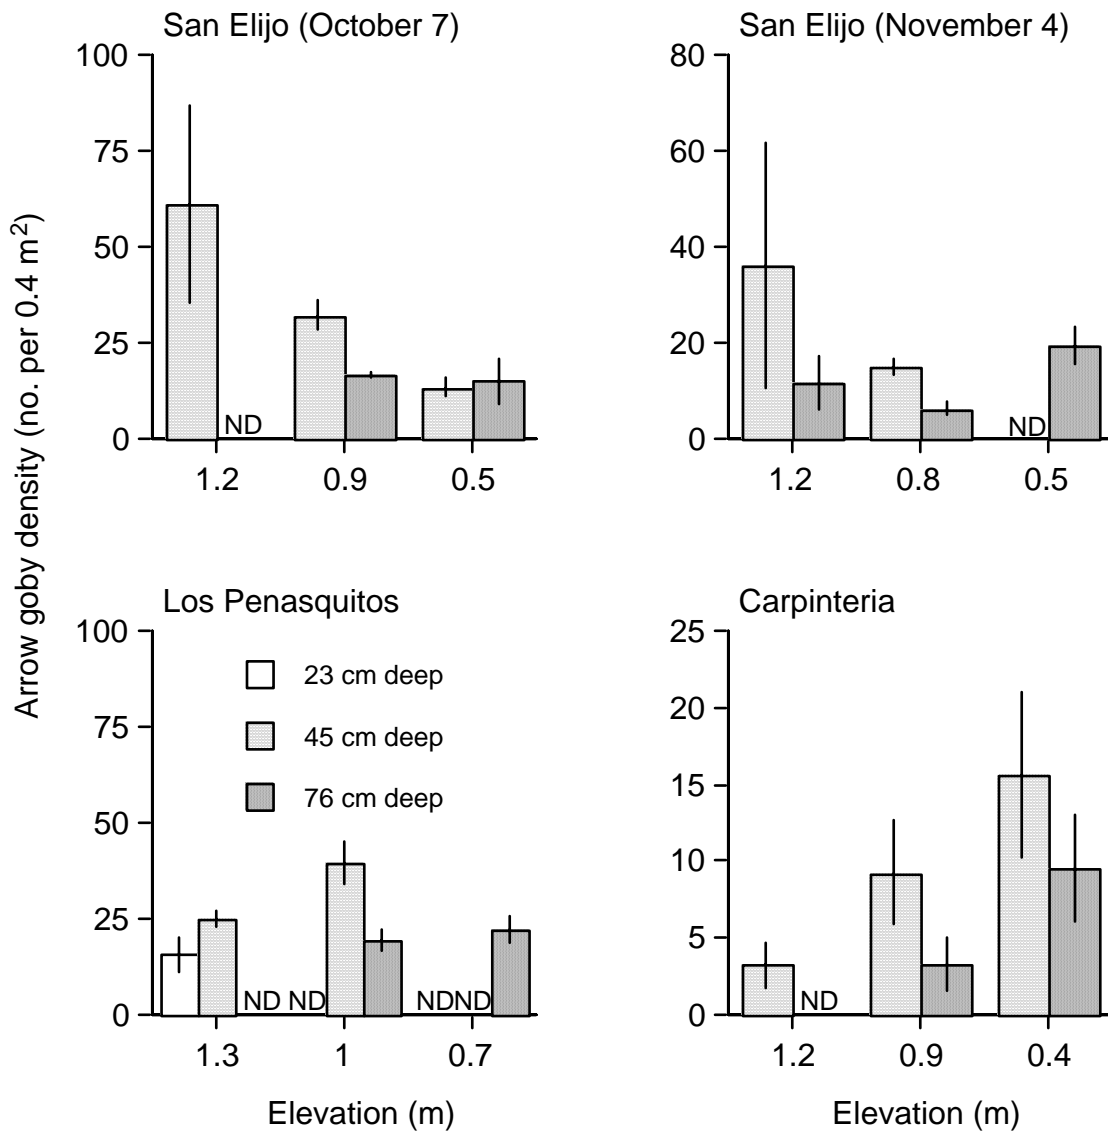 San Elijo (October 7)
100
75
50
25
0
ND
1.2
0.9
0.5
San Elijo (November 4)
80
60
40
20
0
ND
1.2
0.8
0.5
Arrow goby density (no. per 0.4 m²)
Los Penasquitos
100
75
50
25
0
23 cm deep
45 cm deep
76 cm deep
ND ND NDND
1.3
1
0.7
Elevation (m)
Carpinteria
25
20
15
10
5
0
ND
1.2
0.9
0.4
Elevation (m)